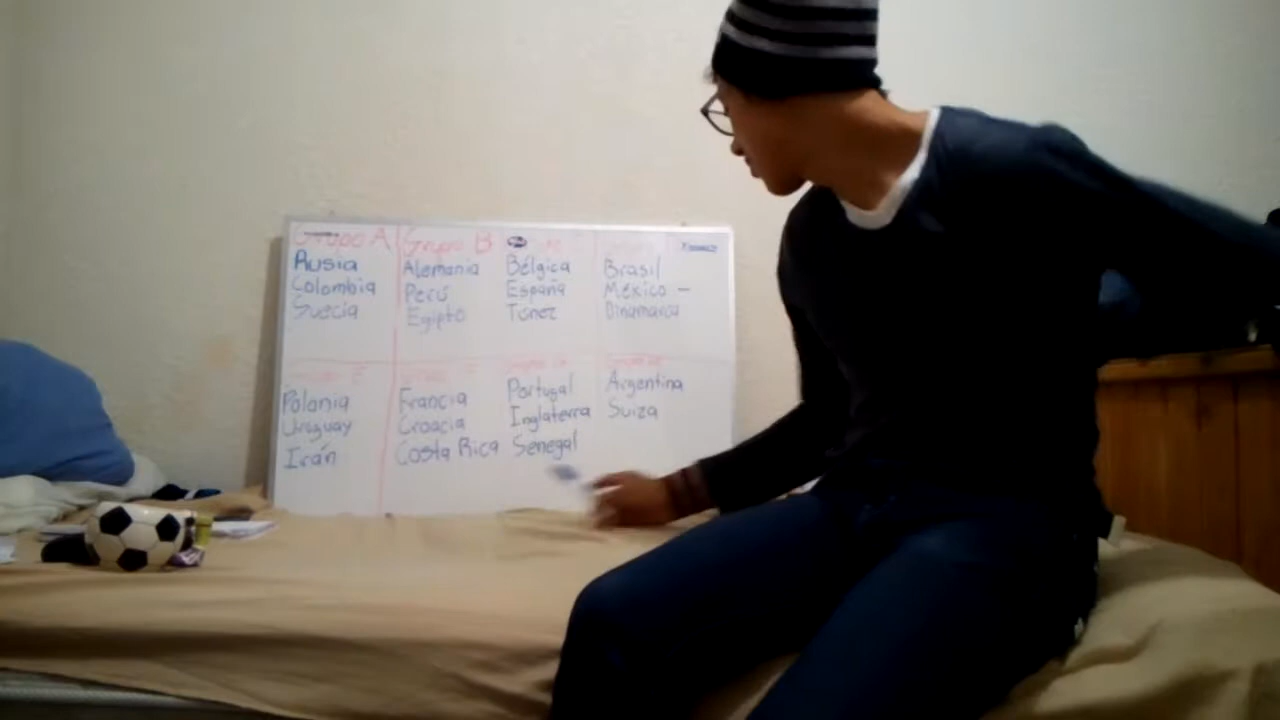 Grupo A
Rusia
Colombia
Suecia
Grupo B
Alemania
Perú
Egipto
Bélgica
España
Túnez
Brasil
México -
Dinamarca
Polonia
Uruguay
Irán
Francia
Croacia
Costa Rica
Portugal
Inglaterra
Senegal
Argentina
Suiza